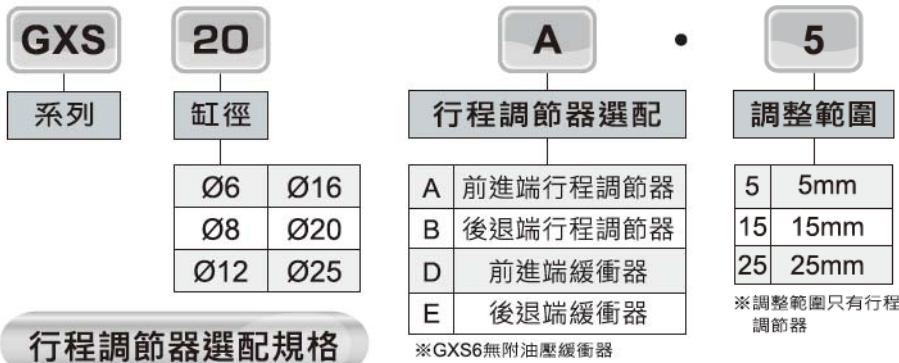 GXS 20 A • 5
系列 缸徑 行程調節器選配 調整範圍
Ø6 Ø16
Ø8 Ø20
Ø12 Ø25
A 前進端行程調節器
B 後退端行程調節器
D 前進端緩衝器
E 後退端緩衝器
※GXS6無附油壓緩衝器
5 5mm
15 15mm
25 25mm
※調整範圍只有行程
調節器
行程調節器選配規格